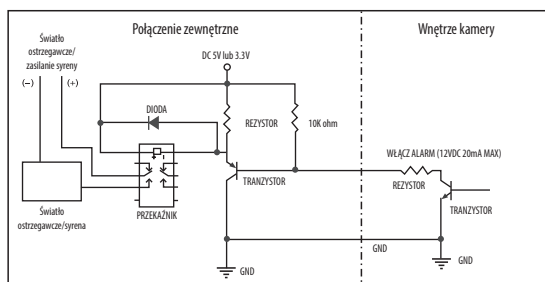 Połączenie zewnętrzne
Wnętrze kamery
Światło
ostrzegawcze/
zasilanie syreny
(–)
(+)
DC 5V lub 3.3V
DIODA
REZYSTOR
10K ohm
WŁĄCZ ALARM (12VDC 20mA MAX)
REZYSTOR
TRANZYSTOR
TRANZYSTOR
PRZEKAŹNIK
Światło
ostrzegawcze/syrena
GND
GND
GND